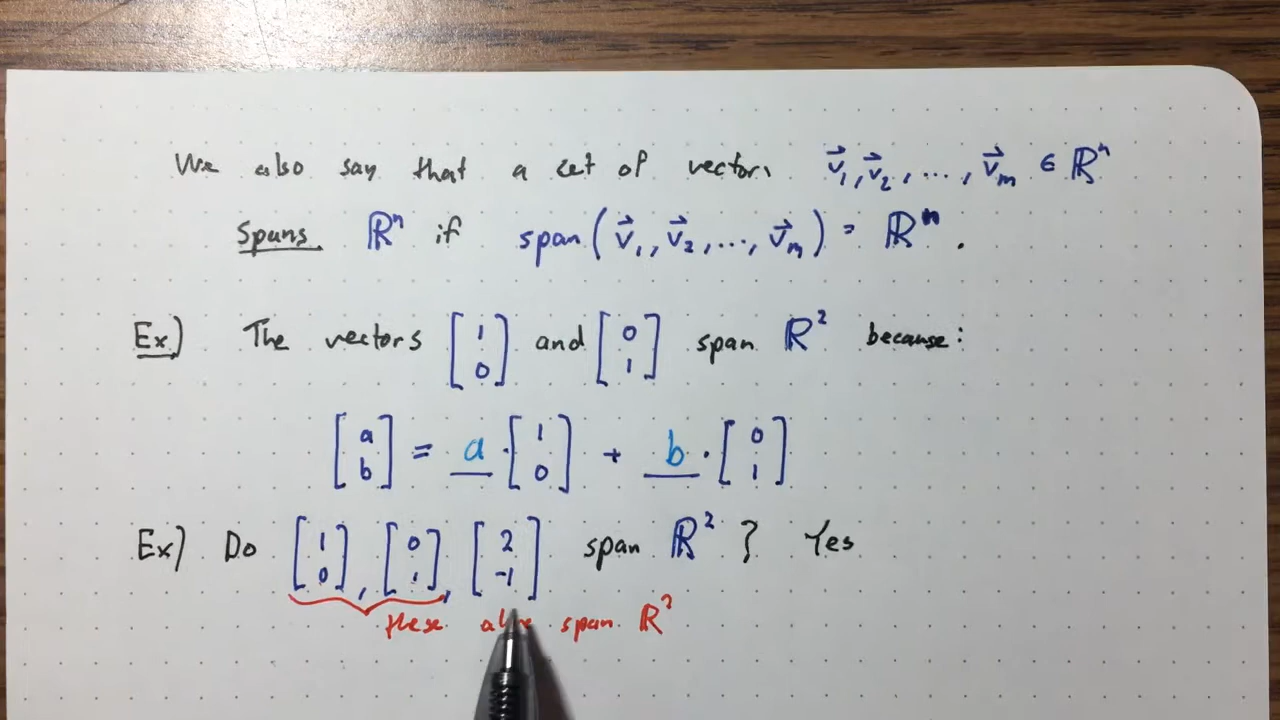 We also say that a set of vectors v⃗₁, v⃗₂, ..., v⃗ₘ ∈ ℝⁿ
Spans ℝⁿ if span(v⃗₁, v⃗₂, ..., v⃗ₘ) = ℝⁿ.
Ex) The vectors [1 0] and [0 1] span ℝ² because:
[a b] = a · [1 0] + b · [0 1]
Ex) Do [1 0], [0 1], [2 -1] span ℝ²? Yes
these span ℝ²